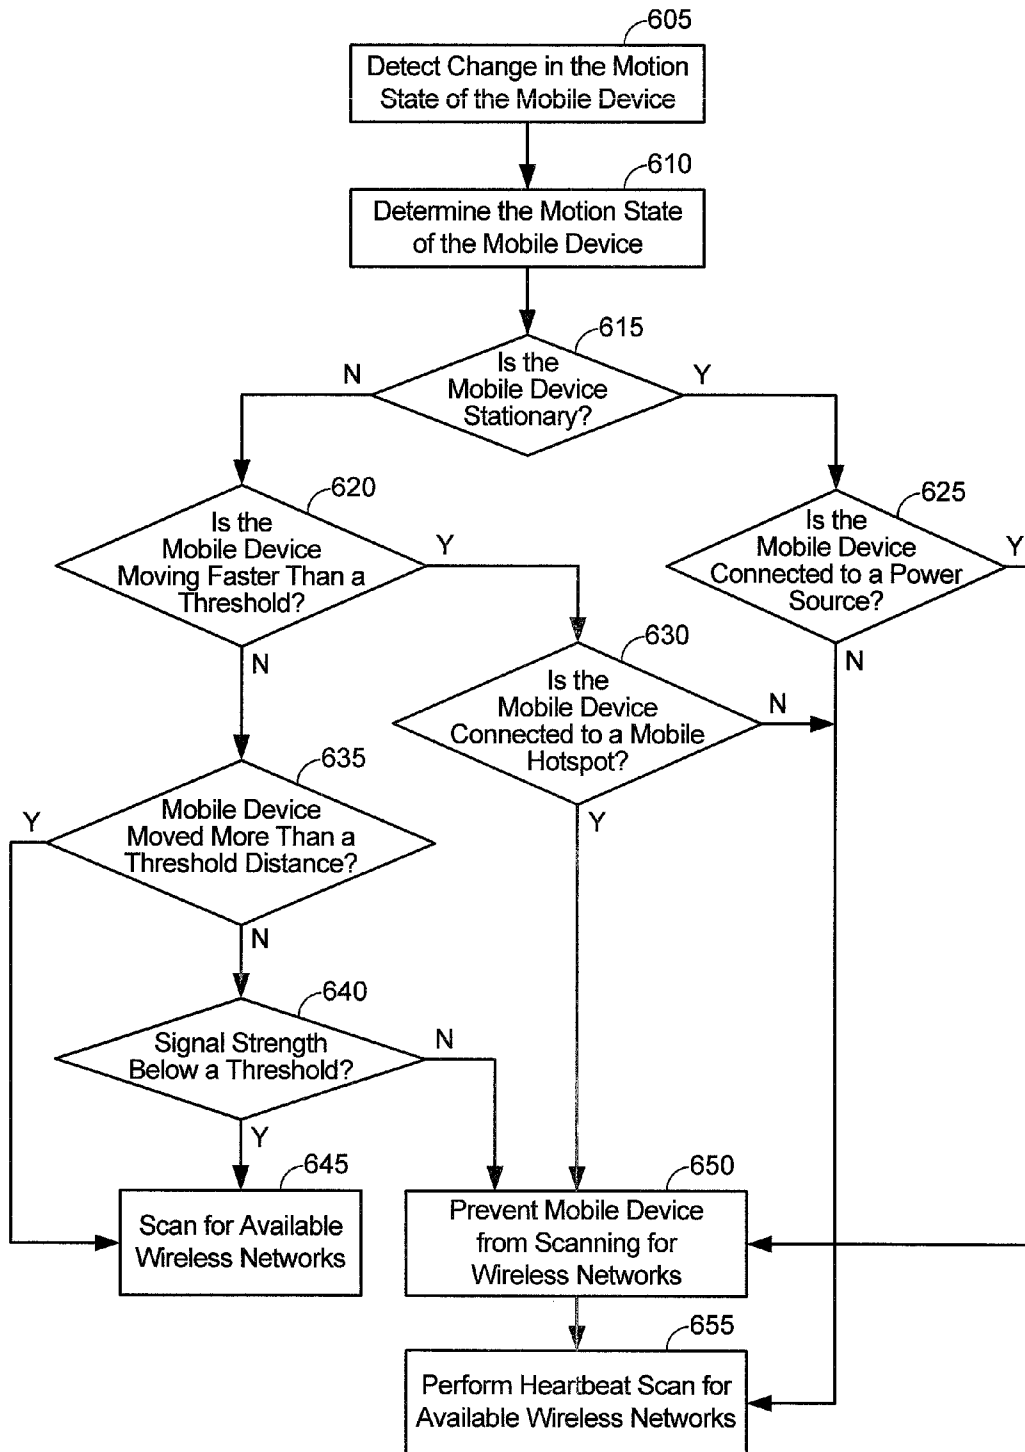 605
Detect Change in the Motion
State of the Mobile Device
610
Determine the Motion State
of the Mobile Device
615
N
Is the
Mobile Device
Stationary?
Y
620
Is the
Mobile Device
Moving Faster Than a
Threshold?
Y
N
625
Is the
Mobile Device
Connected to a Power
Source?
Y
N
630
Is the
Mobile Device
Connected to a Mobile
Hotspot?
N
Y
635
Y
Mobile Device
Moved More Than a
Threshold Distance?
N
640
Signal Strength
Below a Threshold?
N
Y
645
Scan for Available
Wireless Networks
650
Prevent Mobile Device
from Scanning for
Wireless Networks
655
Perform Heartbeat Scan for
Available Wireless Networks